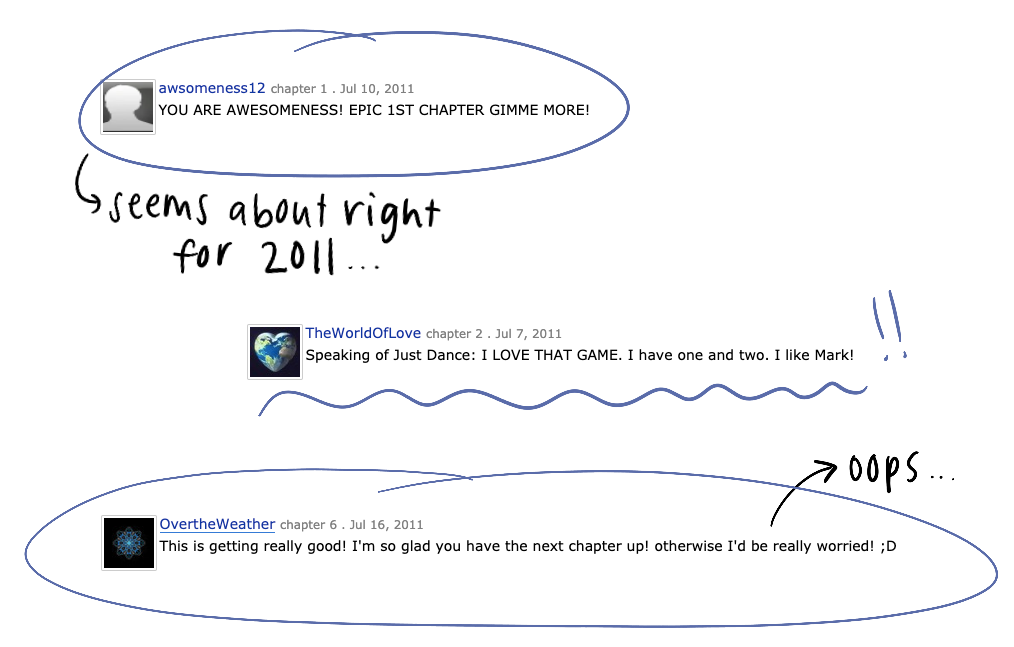 awsomeness12 chapter 1 . Jul 10, 2011
YOU ARE AWESOMENESS! EPIC 1ST CHAPTER GIMME MORE!
seems about right
for 2011...
TheWorldOfLove chapter 2 . Jul 7, 2011
Speaking of Just Dance: I LOVE THAT GAME. I have one and two. I like Mark!
!!
oops...
OvertheWeather chapter 6 . Jul 16, 2011
This is getting really good! I'm so glad you have the next chapter up! otherwise I'd be really worried! ;D